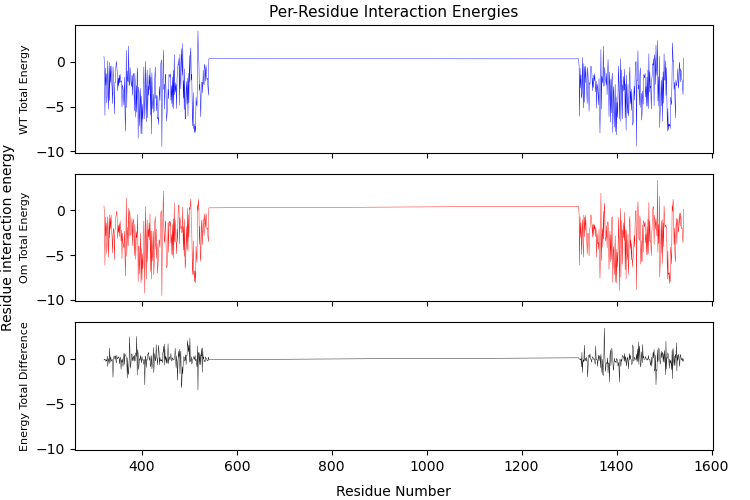 Per-Residue Interaction Energies
Residue interaction energy
WT Total Energy
0
−5
−10
Om Total Energy
0
−5
−10
Energy Total Difference
0
−5
−10
400 600 800 1000 1200 1400 1600
Residue Number